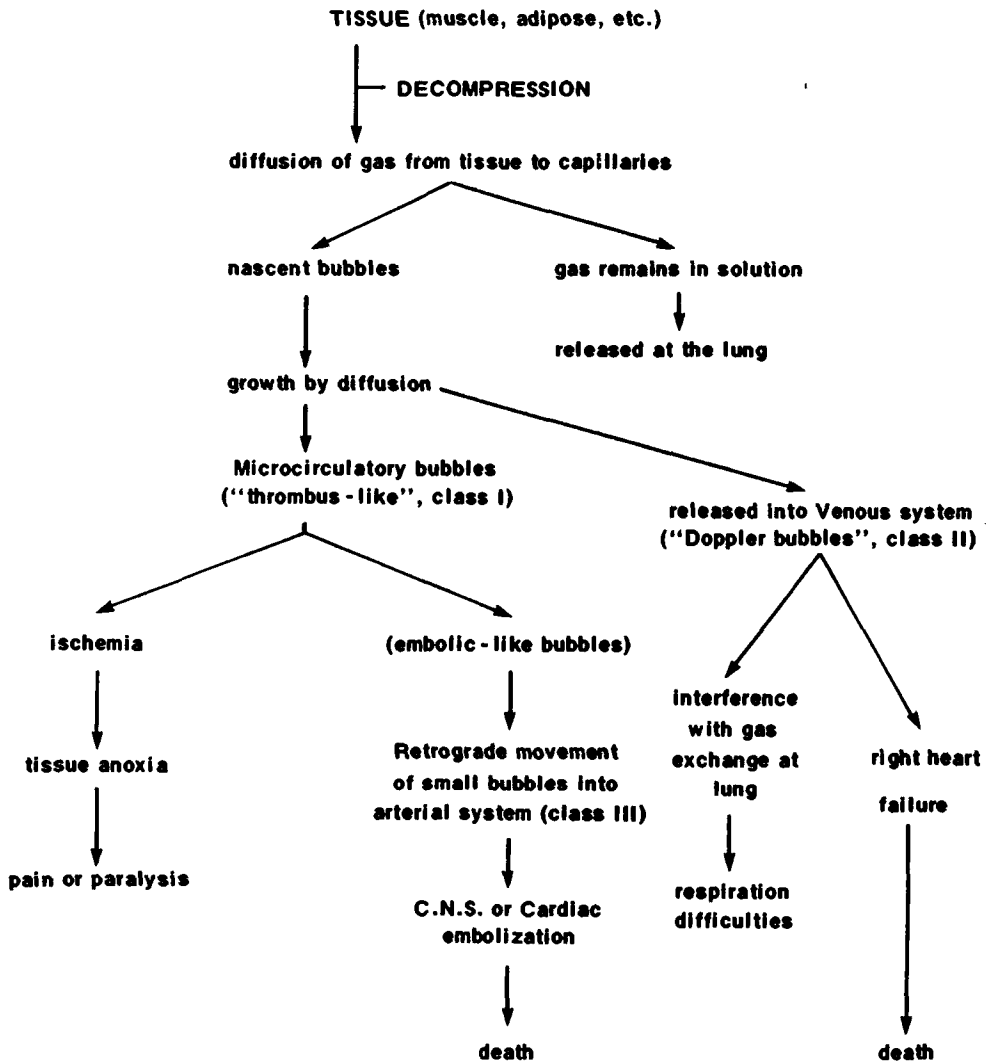 TISSUE (muscle, adipose, etc.)
DECOMPRESSION
diffusion of gas from tissue to capillaries
nascent bubbles
gas remains in solution
released at the lung
growth by diffusion
Microcirculatory bubbles
(“thrombus-like”, class I)
released into Venous system
(“Doppler bubbles”, class II)
ischemia
(embolic-like bubbles)
interference
with gas
exchange at
lung
right heart
failure
tissue anoxia
Retrograde movement
of small bubbles into
arterial system (class III)
pain or paralysis
C.N.S. or Cardiac
embolization
respiration
difficulties
death
death